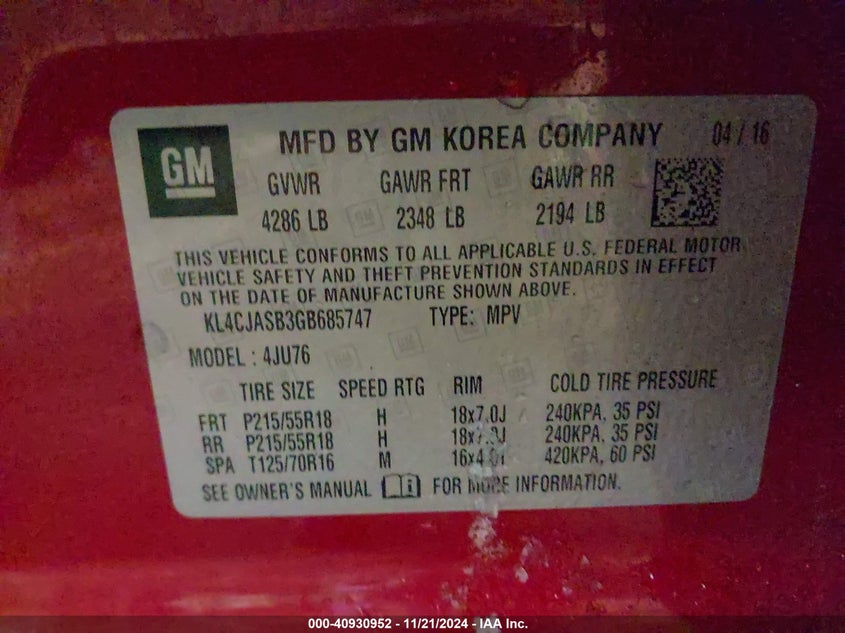 GM
MFD BY GM KOREA COMPANY 04 / 16
GVWR GAWR FRT GAWR RR
4286 LB 2348 LB 2194 LB
THIS VEHICLE CONFORMS TO ALL APPLICABLE U.S. FEDERAL MOTOR
VEHICLE SAFETY AND THEFT PREVENTION STANDARDS IN EFFECT
ON THE DATE OF MANUFACTURE SHOWN ABOVE.
KL4CJASB3GB685747 TYPE: MPV
MODEL : 4JU76
TIRE SIZE SPEED RTG RIM COLD TIRE PRESSURE
FRT P215/55R18 H 18x7.0J 240KPA, 35 PSI
RR P215/55R18 H 240KPA, 35 PSI
SPA T125/70R16 M 420KPA, 60 PSI
SEE OWNER'S MANUAL FOR MORE INFORMATION.
000-40930952 - 11/21/2024 - IAA Inc.